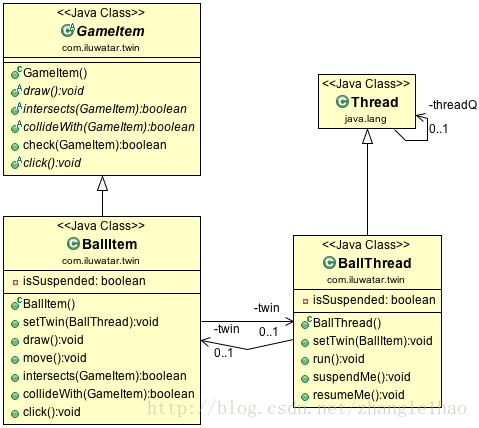 <<Java Class>>
GameItem
com.iluwatar.twin
GameItem()
draw():void
intersects(GameItem):boolean
collideWith(GameItem):boolean
check(GameItem):boolean
click():void
<<Java Class>>
Thread
java.lang
-threadQ
0..1
<<Java Class>>
BallItem
com.iluwatar.twin
isSuspended: boolean
BallItem()
setTwin(BallThread):void
draw():void
move():void
intersects(GameItem):boolean
collideWith(GameItem):boolean
click():void
-twin
0..1
-twin
0..1
<<Java Class>>
BallThread
com.iluwatar.twin
isSuspended: boolean
BallThread()
setTwin(BallItem):void
run():void
suspendMe():void
resumeMe():void
http://blog.csdn.net/zhanglei1hao